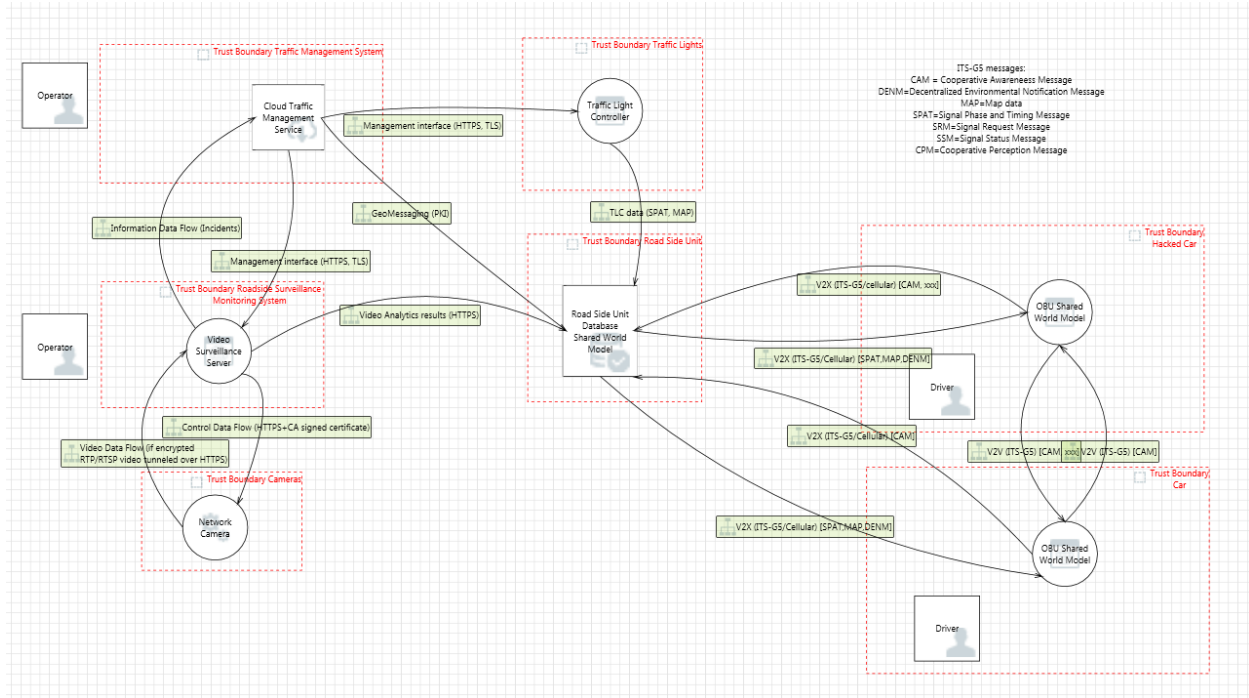 Trust Boundary Traffic Management System
Trust Boundary Traffic Lights
Operator
Cloud Traffic
Management
Service
Traffic Light
Controller
Management interface (HTTPS, TLS)
ITS-G5 messages:
CAM = Cooperative Awareneess Message
DENM=Decentralized Environmental Notification Message
MAP=Map data
SPAT=Signal Phase and Timing Message
SRM=Signal Request Message
SSM=Signal Status Message
CPM=Cooperative Perception Message
GeoMessaging (PKI)
TLC data (SPAT, MAP)
Information Data Flow (Incidents)
Management interface (HTTPS, TLS)
Trust Boundary Road Side Unit
Trust Boundary
Hacked Car
Trust Boundary Roadside Surveillance
Monitoring System
V2X (ITS-G5/cellular) [CAM, xxx]
OBU Shared
World Model
Operator
Video
Surveillance
Server
Video Analytics results (HTTPS)
Road Side Unit
Database
Shared World
Model
V2X (ITS-G5/Cellular) [SPAT,MAP,DENM]
Driver
Control Data Flow (HTTPS+CA signed certificate)
V2X (ITS-G5/Cellular) [CAM]
Video Data Flow (if encrypted
RTP/RTSP video tunneled over HTTPS)
V2V (ITS-G5) [CAM, xxx]
V2V (ITS-G5) [CAM]
Trust Boundary Cameras
Trust Boundary
Car
Network
Camera
V2X (ITS-G5/Cellular) [SPAT,MAP,DENM]
OBU Shared
World Model
Driver